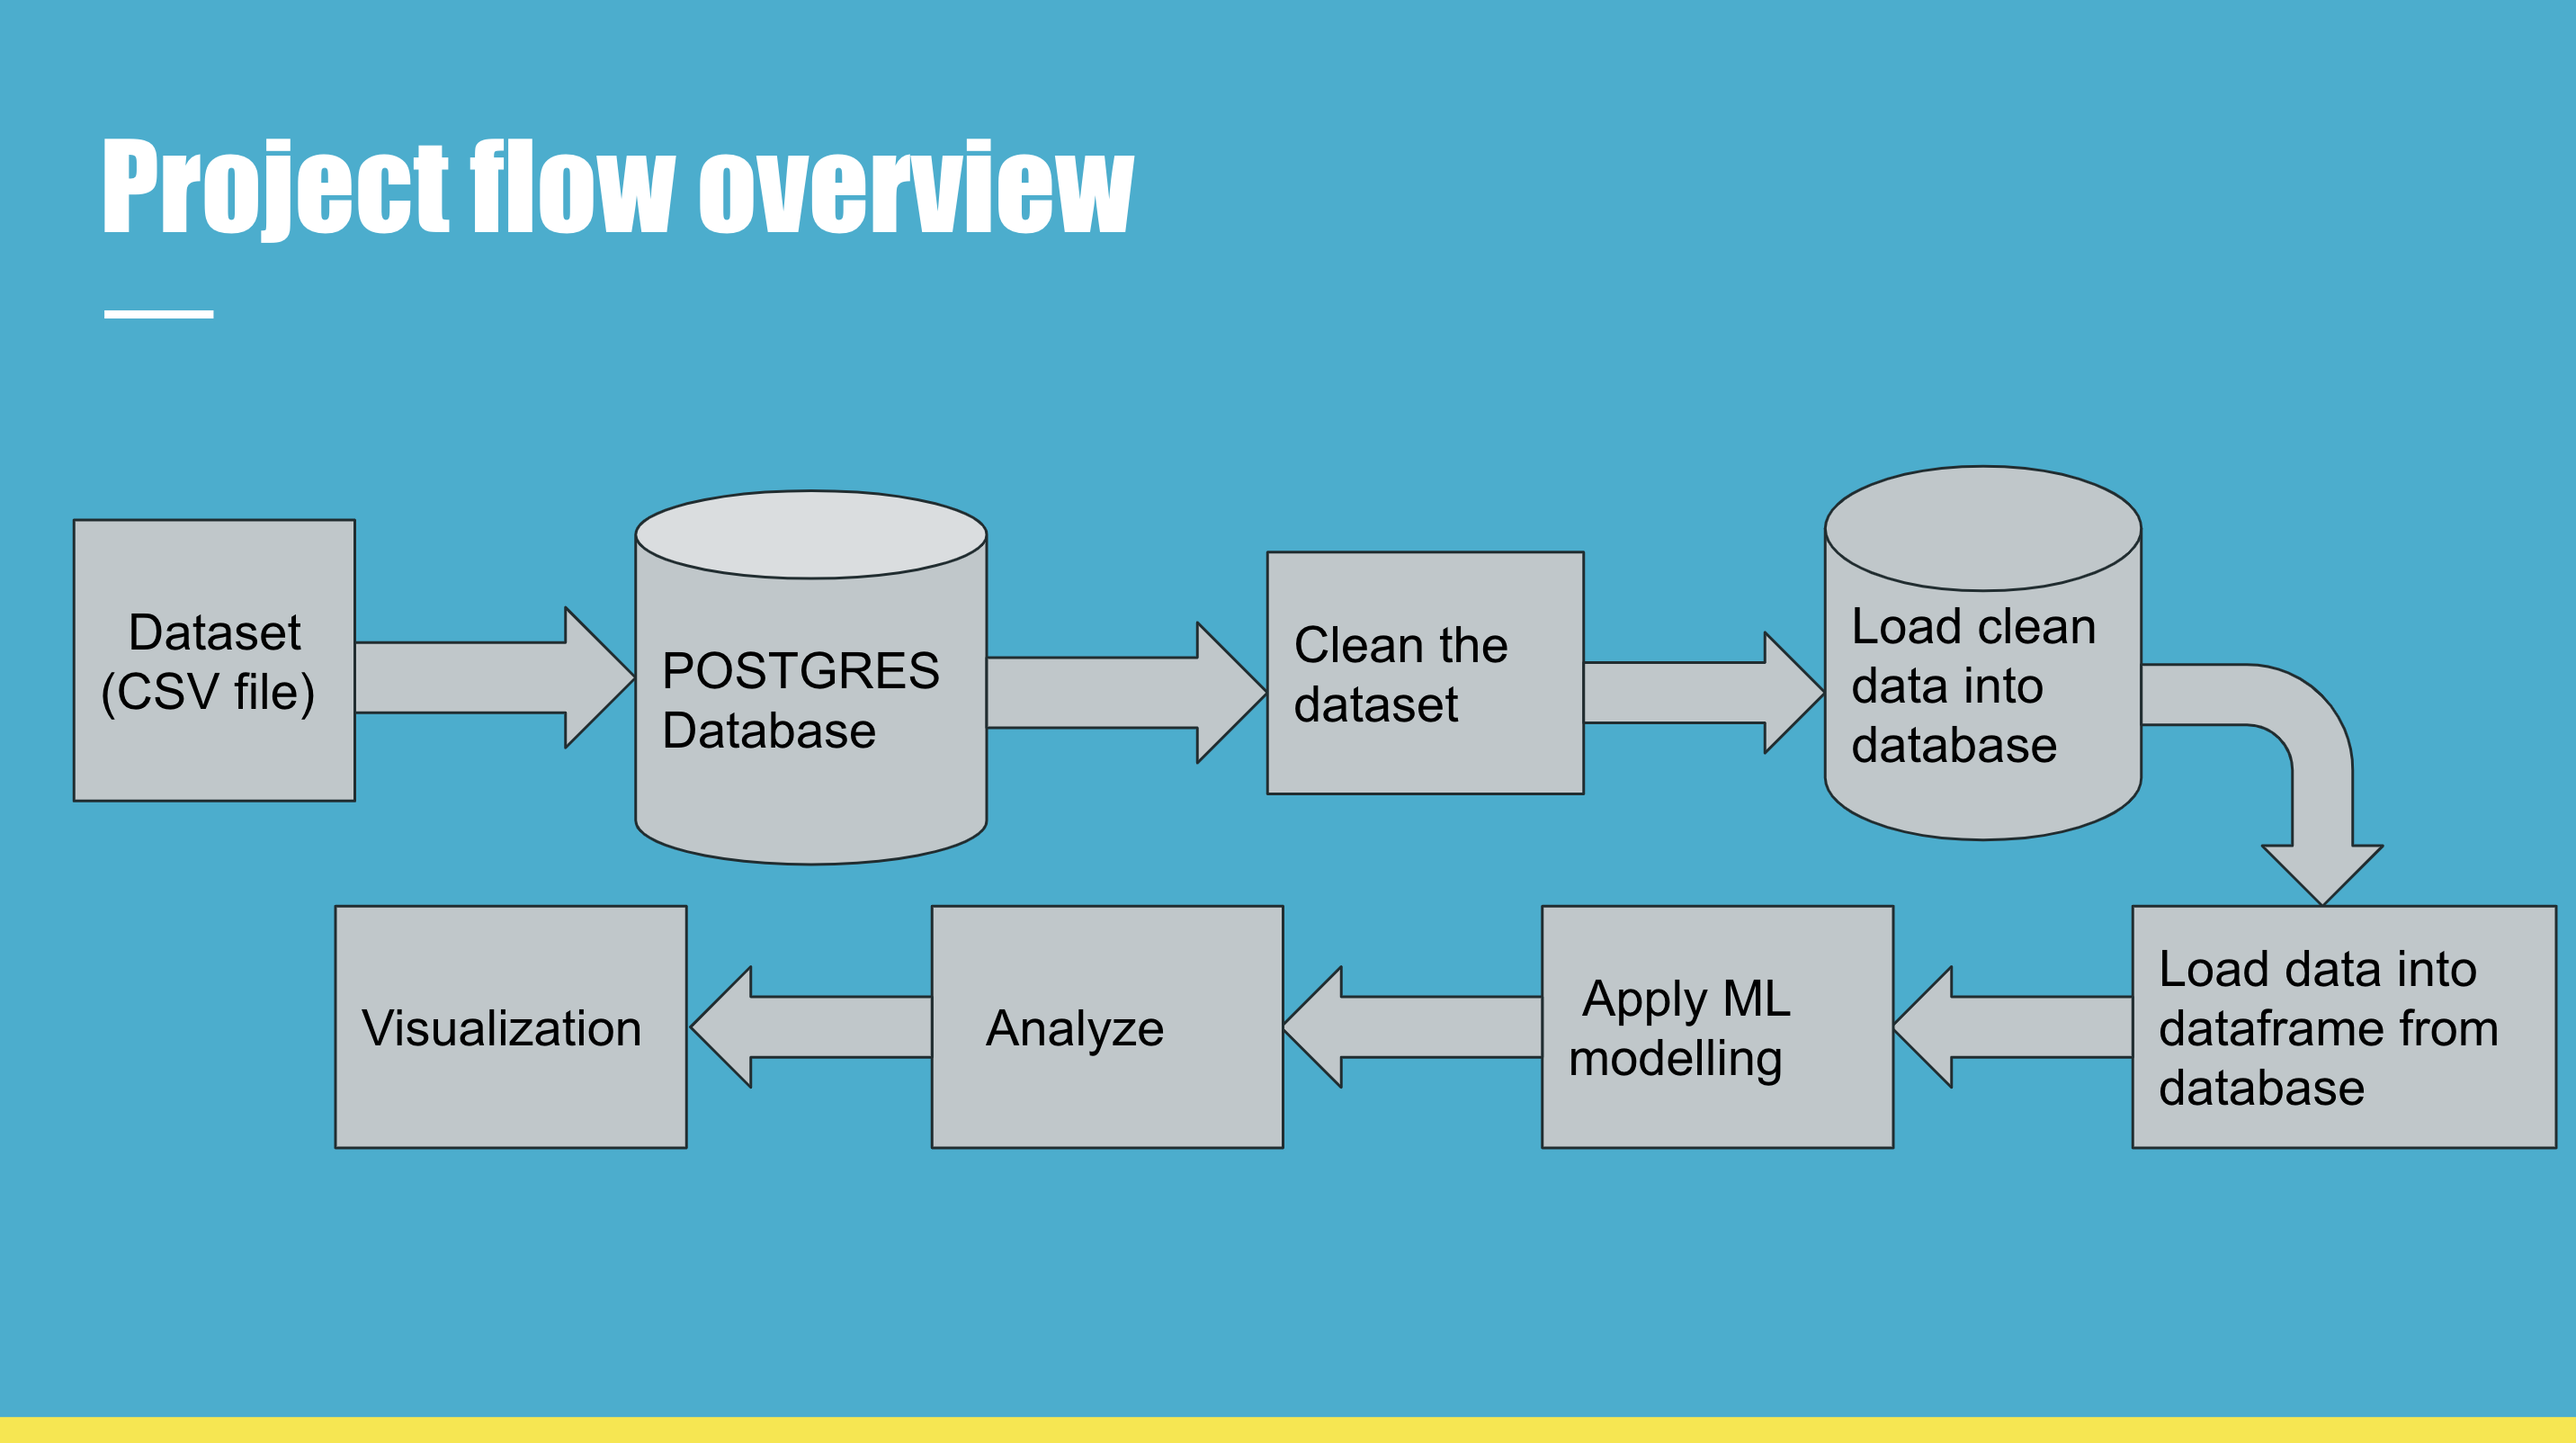 Project flow overview
Dataset
(CSV file)
POSTGRES
Database
Clean the
dataset
Load clean
data into
database
Load data into
dataframe from
database
Apply ML
modelling
Analyze
Visualization